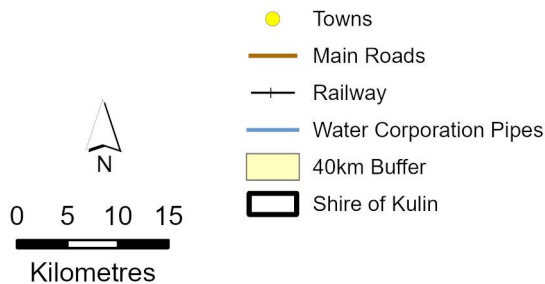 Towns
Main Roads
Railway
Water Corporation Pipes
40km Buffer
Shire of Kulin
N
0 5 10 15
Kilometres